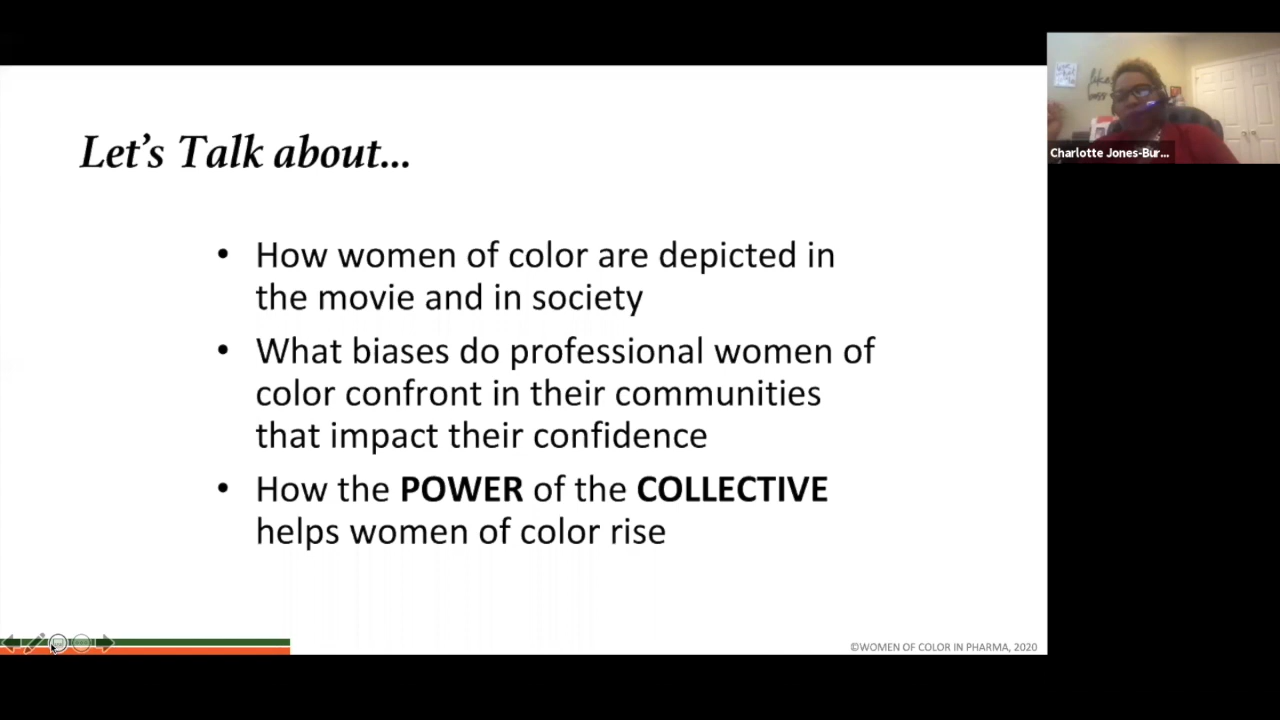 Let's Talk about...
• How women of color are depicted in
the movie and in society
• What biases do professional women of
color confront in their communities
that impact their confidence
• How the POWER of the COLLECTIVE
helps women of color rise
©WOMEN OF COLOR IN PHARMA, 2020
Charlotte Jones-Bur...